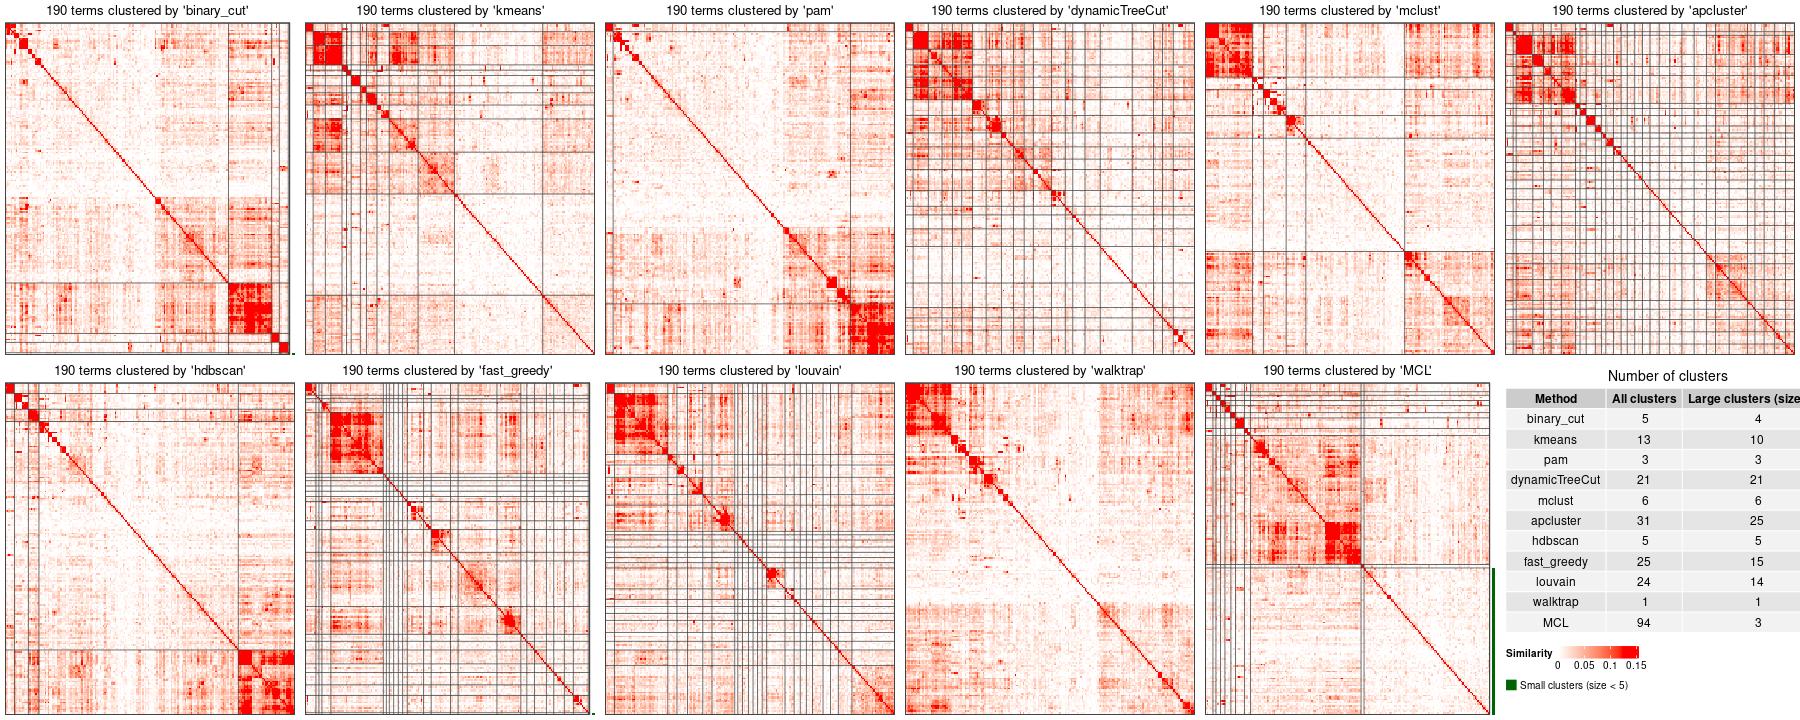 190 terms clustered by 'binary_cut'
190 terms clustered by 'kmeans'
190 terms clustered by 'pam'
190 terms clustered by 'dynamicTreeCut'
190 terms clustered by 'mclust'
190 terms clustered by 'apcluster'
190 terms clustered by 'hdbscan'
190 terms clustered by 'fast_greedy'
190 terms clustered by 'louvain'
190 terms clustered by 'walktrap'
190 terms clustered by 'MCL'
Number of clusters
Method All clusters Large clusters (size
binary_cut 5 4
kmeans 13 10
pam 3 3
dynamicTreeCut 21 21
mclust 6 6
apcluster 31 25
hdbscan 5 5
fast_greedy 25 15
louvain 24 14
walktrap 1 1
MCL 94 3
Similarity
0 0.05 0.1 0.15
Small clusters (size < 5)